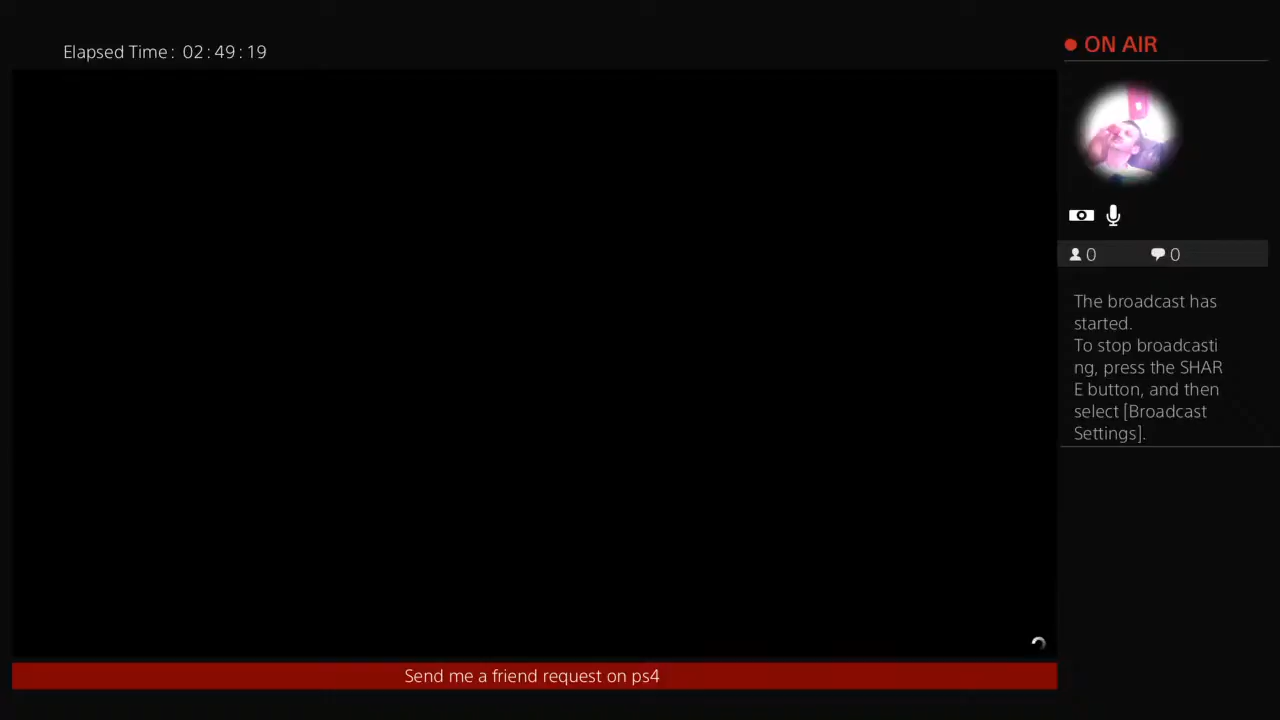 Elapsed Time: 02:49:19
ON AIR
0 0
The broadcast has
started.
To stop broadcasti
ng, press the SHAR
E button, and then
select [Broadcast
Settings].
Send me a friend request on ps4